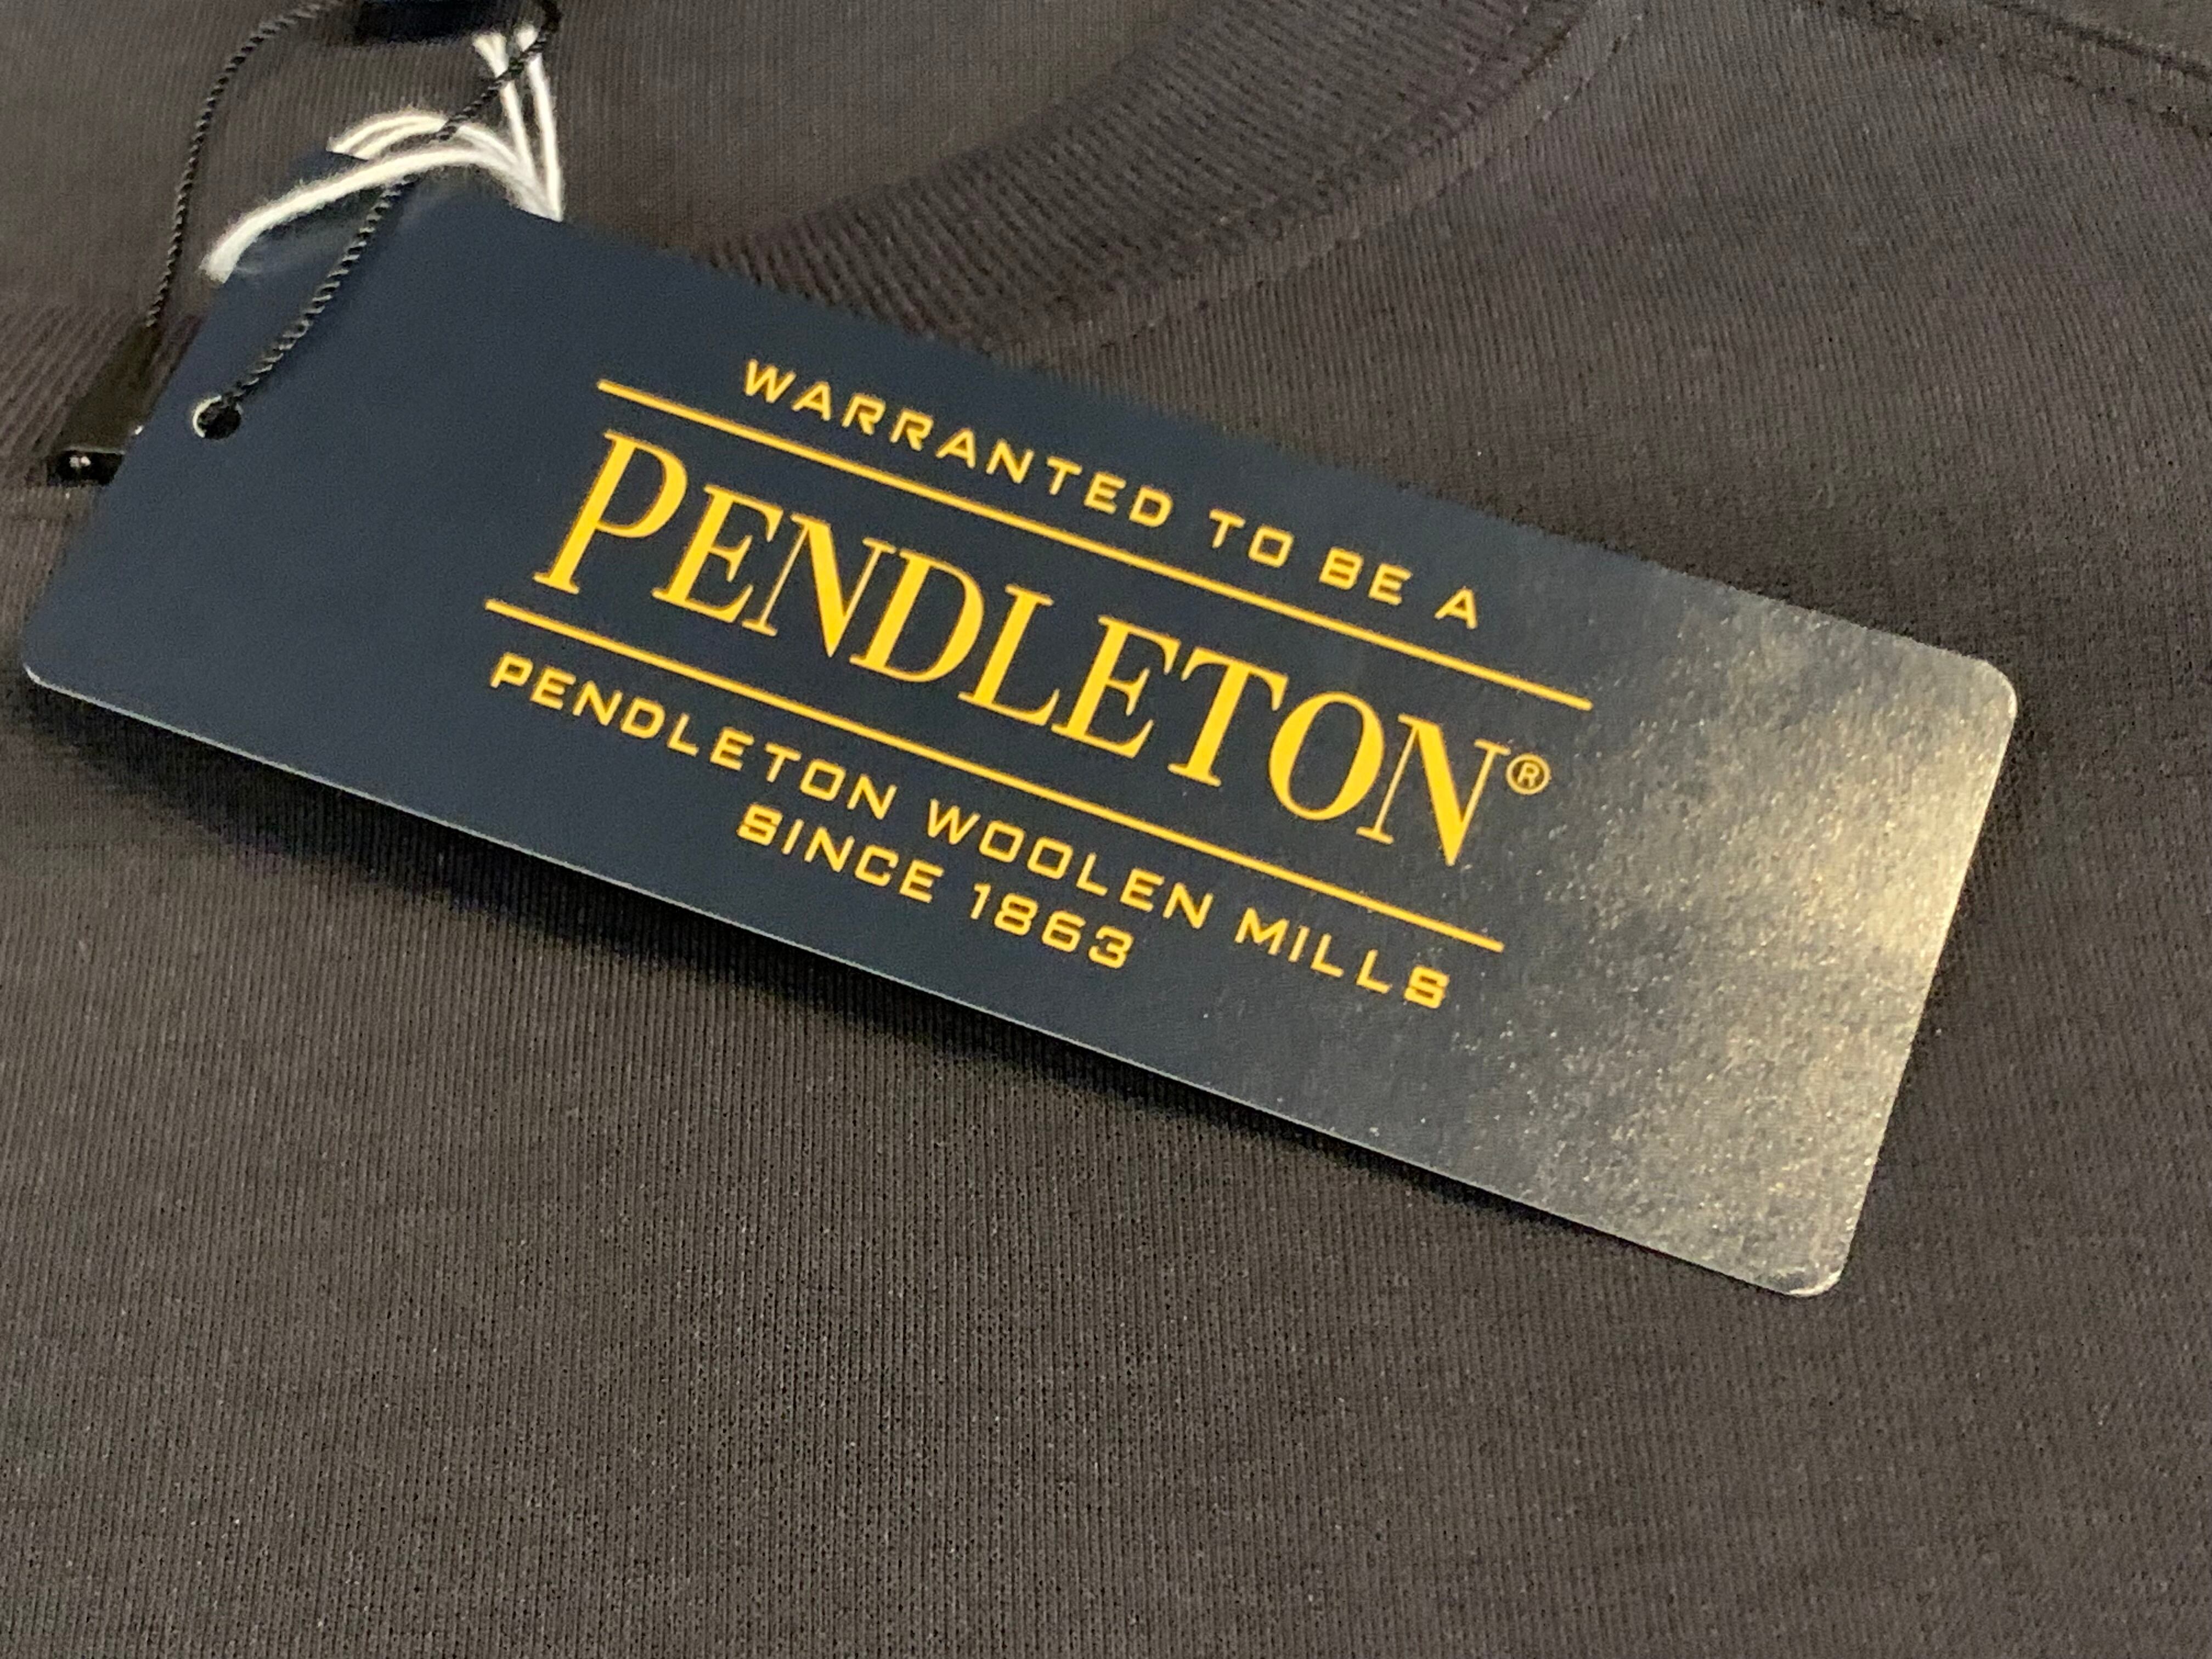 WARRANTED TO BE A
PENDLETON®
PENDLETON WOOLEN MILLS
SINCE 1863